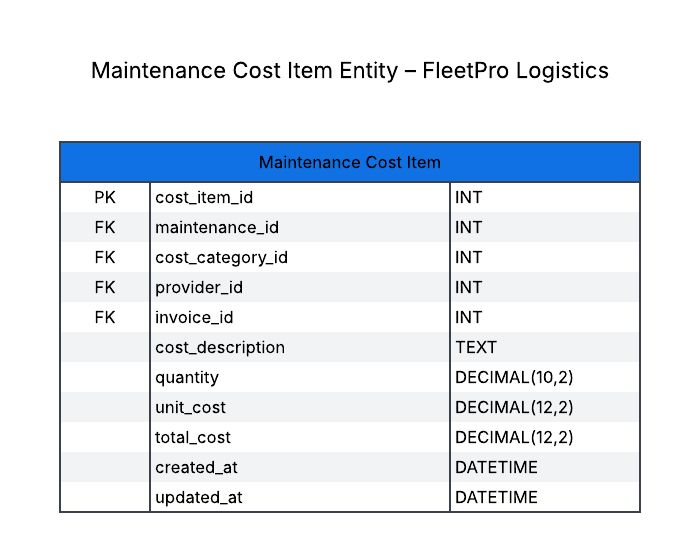 Maintenance Cost Item Entity – FleetPro Logistics
Maintenance Cost Item
PK cost_item_id INT
FK maintenance_id INT
FK cost_category_id INT
FK provider_id INT
FK invoice_id INT
cost_description TEXT
quantity DECIMAL(10,2)
unit_cost DECIMAL(12,2)
total_cost DECIMAL(12,2)
created_at DATETIME
updated_at DATETIME